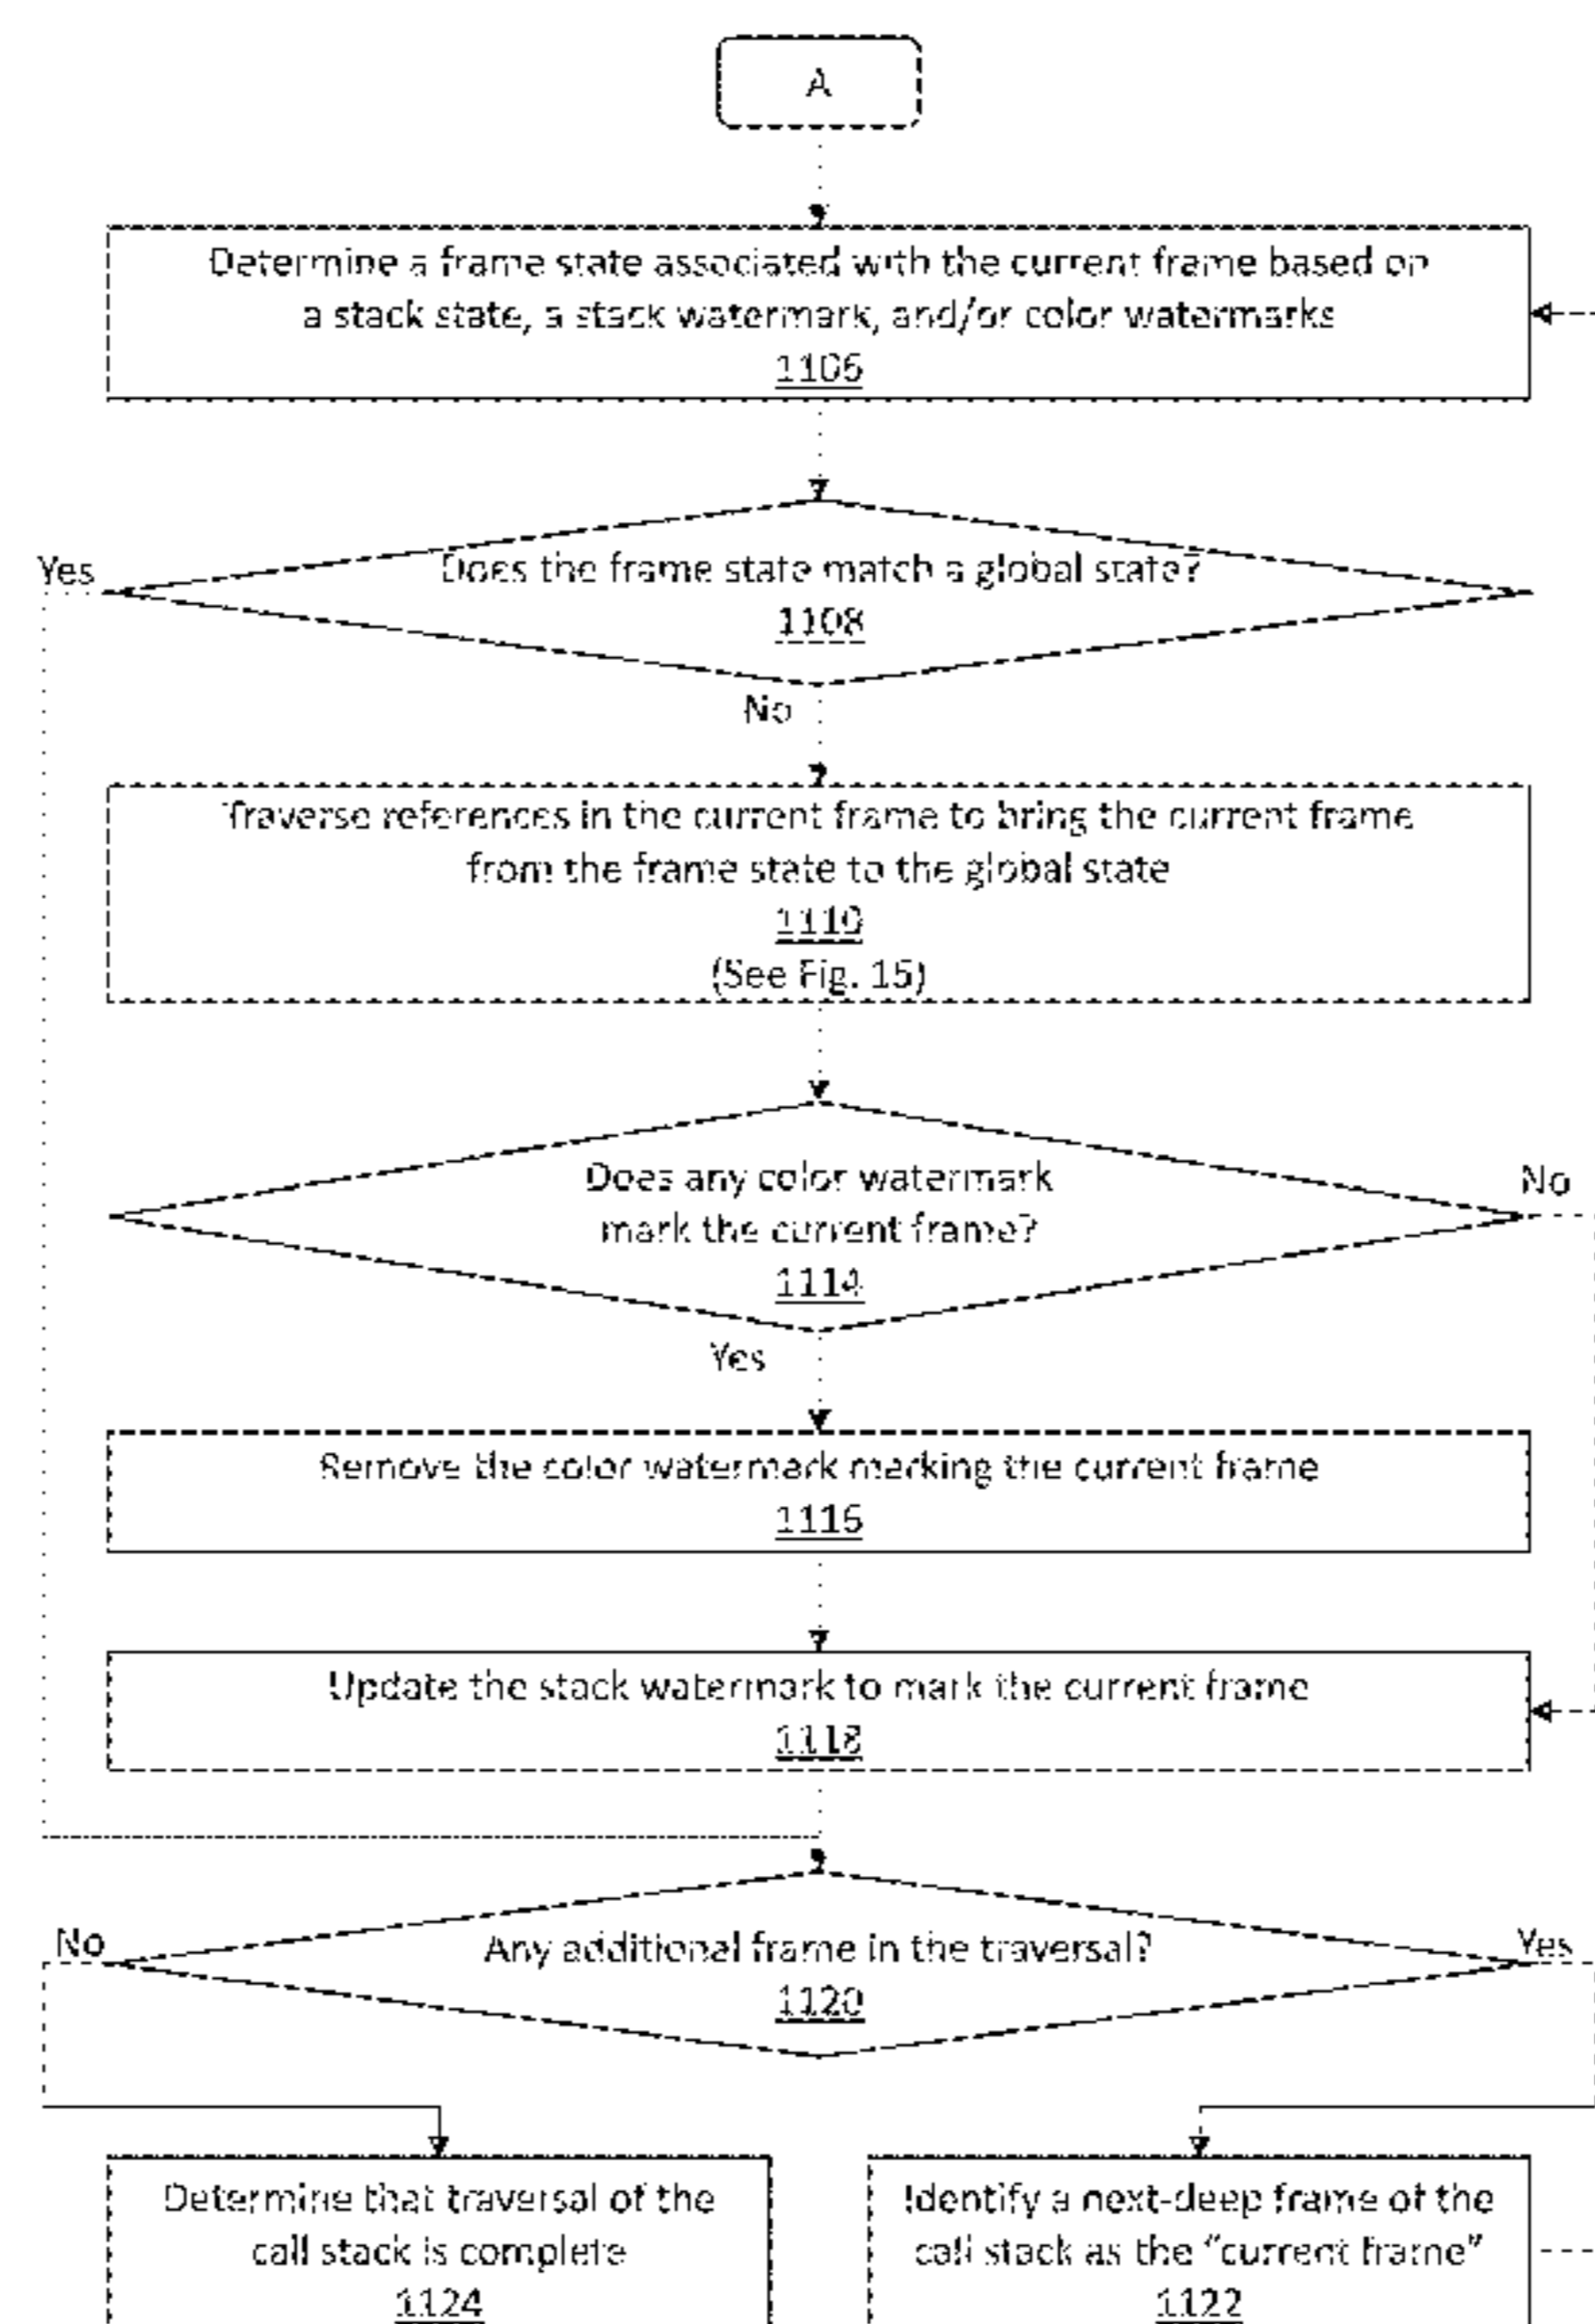 A
Determine a frame state associated with the current frame based on
a stack state, a stack watermark, and/or color watermarks
1106
Yes
Does the frame state match a global state?
1108
No
Traverse references in the current frame to bring the current frame
from the frame state to the global state
1110
(See Fig. 15)
Does any color watermark
mark the current frame?
1114
No
Yes
Remove the color watermark marking the current frame
1116
Update the stack watermark to mark the current frame
1118
No
Any additional frame in the traversal?
1120
Yes
Determine that traversal of the
call stack is complete
1124
Identify a next-deep frame of the
call stack as the “current frame”
1122